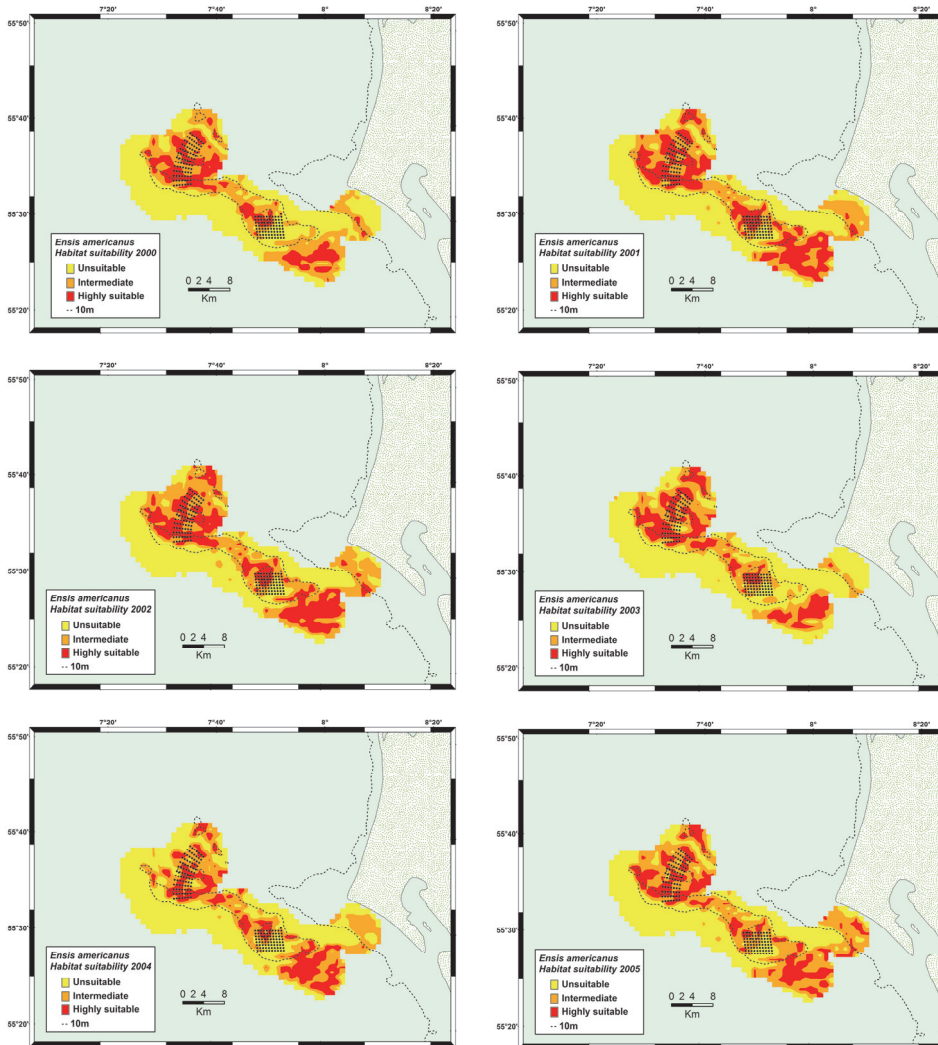 7°20' 7°40' 8° 8°20'
55°50'
55°40'
55°30'
55°20'
Ensis americanus
Habitat suitability 2000
Unsuitable
Intermediate
Highly suitable
10m
0 2 4 8
Km
7°20' 7°40' 8° 8°20'
55°50'
55°40'
55°30'
55°20'
Ensis americanus
Habitat suitability 2001
Unsuitable
Intermediate
Highly suitable
10m
0 2 4 8
Km
7°20' 7°40' 8° 8°20'
55°50'
55°40'
55°30'
55°20'
Ensis americanus
Habitat suitability 2002
Unsuitable
Intermediate
Highly suitable
10m
0 2 4 8
Km
7°20' 7°40' 8° 8°20'
55°50'
55°40'
55°30'
55°20'
Ensis americanus
Habitat suitability 2003
Unsuitable
Intermediate
Highly suitable
10m
0 2 4 8
Km
7°20' 7°40' 8° 8°20'
55°50'
55°40'
55°30'
55°20'
Ensis americanus
Habitat suitability 2004
Unsuitable
Intermediate
Highly suitable
10m
0 2 4 8
Km
7°20' 7°40' 8° 8°20'
55°50'
55°40'
55°30'
55°20'
Ensis americanus
Habitat suitability 2005
Unsuitable
Intermediate
Highly suitable
10m
0 2 4 8
Km